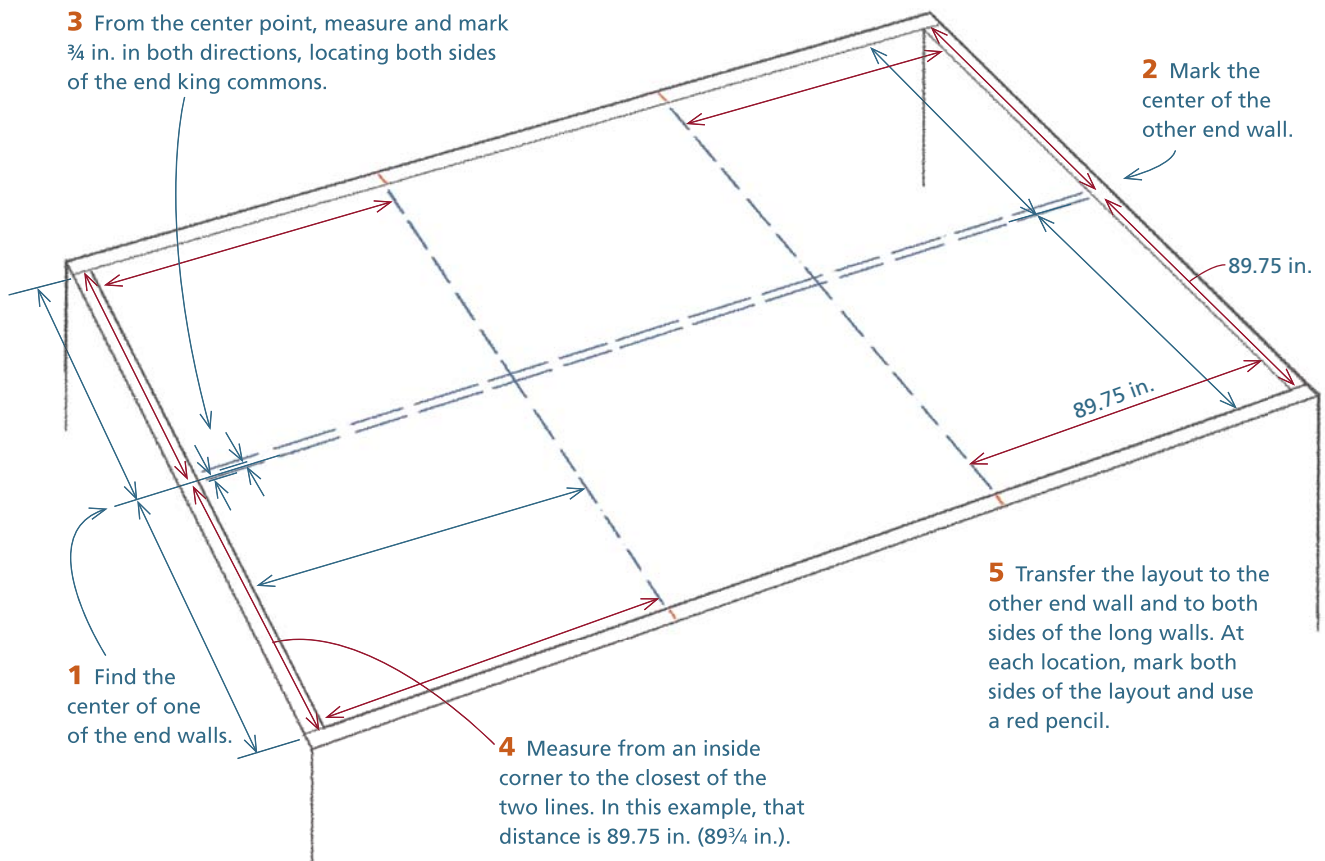 3 From the center point, measure and mark
¾ in. in both directions, locating both sides
of the end king commons.
2 Mark the
center of the
other end wall.
89.75 in.
89.75 in.
5 Transfer the layout to the
other end wall and to both
sides of the long walls. At
each location, mark both
sides of the layout and use
a red pencil.
1 Find the
center of one
of the end walls.
4 Measure from an inside
corner to the closest of the
two lines. In this example, that
distance is 89.75 in. (89¾ in.).